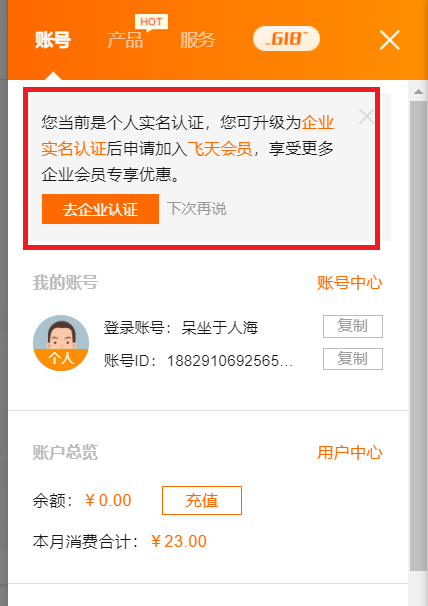 HOT
账号 产品 服务 618
您当前是个人实名认证，您可升级为企业
实名认证后申请加入飞天会员，享受更多
企业会员专享优惠。
去企业认证 下次再说
我的账号 账号中心
登录账号：呆坐于人海 复制
个人
账号ID：1882910692565... 复制
账户总览 用户中心
余额：￥0.00 充值
本月消费合计：￥23.00